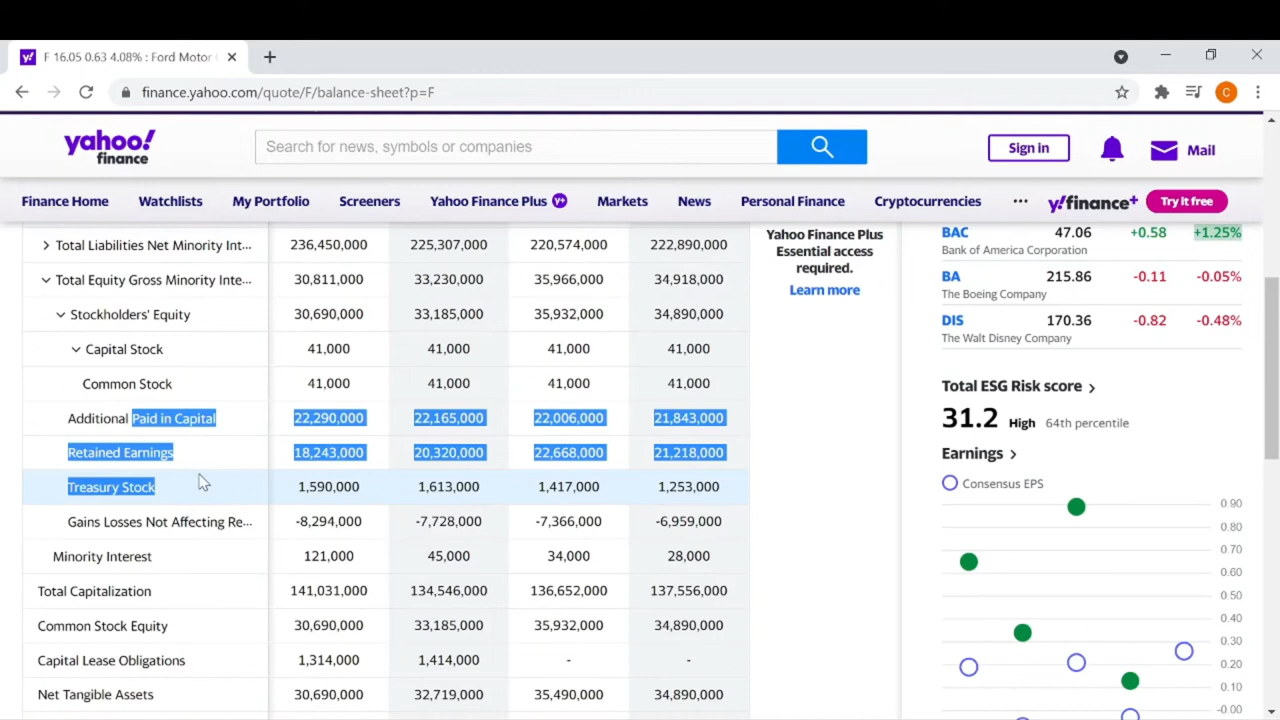 F 16.05 0.63 4.08% : Ford Motor
finance.yahoo.com/quote/F/balance-sheet?p=F
C
yahoo!
finance
Search for news, symbols or companies
Sign in
Mail
Finance Home Watchlists My Portfolio Screeners Yahoo Finance Plus Y+ Markets News Personal Finance Cryptocurrencies ... y!finance+ Try it free
Total Liabilities Net Minority Int... 236,450,000 225,307,000 220,574,000 222,890,000
Total Equity Gross Minority Inte... 30,811,000 33,230,000 35,966,000 34,918,000
Stockholders' Equity 30,690,000 33,185,000 35,932,000 34,890,000
Capital Stock 41,000 41,000 41,000 41,000
Common Stock 41,000 41,000 41,000 41,000
Additional Paid in Capital 22,290,000 22,165,000 22,006,000 21,843,000
Retained Earnings 18,243,000 20,320,000 22,668,000 21,218,000
Treasury Stock 1,590,000 1,613,000 1,417,000 1,253,000
Gains Losses Not Affecting Re... -8,294,000 -7,728,000 -7,366,000 -6,959,000
Minority Interest 121,000 45,000 34,000 28,000
Total Capitalization 141,031,000 134,546,000 136,652,000 137,556,000
Common Stock Equity 30,690,000 33,185,000 35,932,000 34,890,000
Capital Lease Obligations 1,314,000 1,414,000 - -
Net Tangible Assets 30,690,000 32,719,000 35,490,000 34,890,000
Yahoo Finance Plus
Essential access
required.
Learn more
BAC 47.06 +0.58 +1.25%
Bank of America Corporation
BA 215.86 -0.11 -0.05%
The Boeing Company
DIS 170.36 -0.82 -0.48%
The Walt Disney Company
Total ESG Risk score
31.2 High 64th percentile
Earnings
Consensus EPS
0.90
0.80
0.70
0.60
0.50
0.40
0.30
0.20
0.10
-0.00